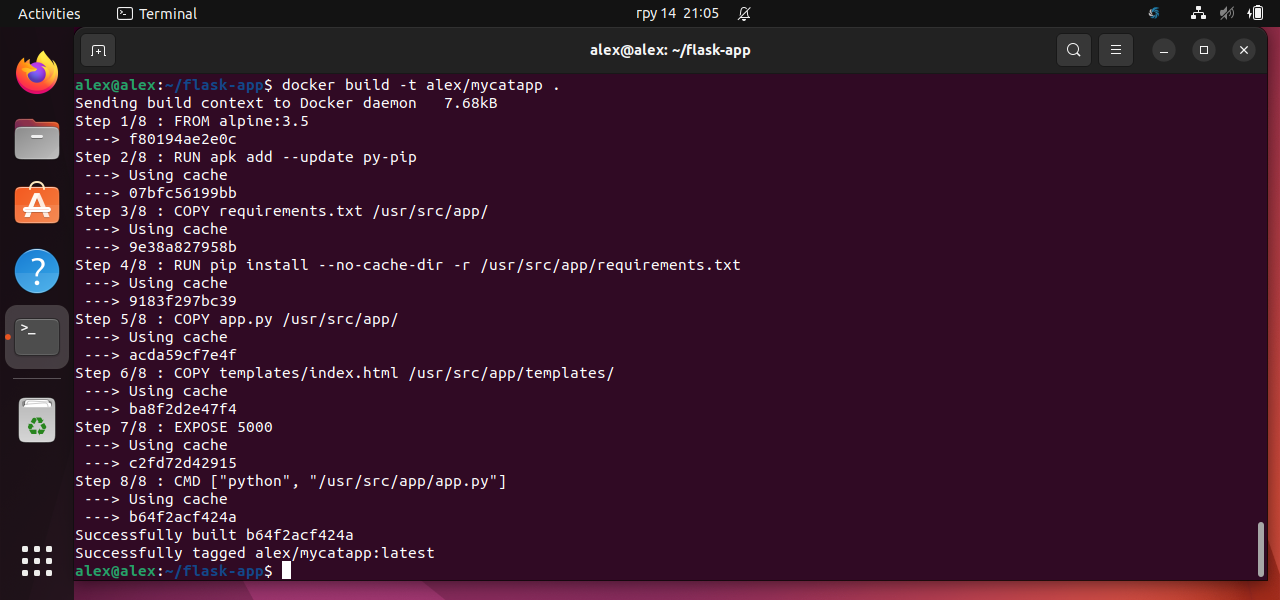 Activities
Terminal
гру 14 21:05
alex@alex: ~/flask-app
alex@alex:~/flask-app$ docker build -t alex/mycatapp .
Sending build context to Docker daemon   7.68kB
Step 1/8 : FROM alpine:3.5
 ---> f80194ae2e0c
Step 2/8 : RUN apk add --update py-pip
 ---> Using cache
 ---> 07bfc56199bb
Step 3/8 : COPY requirements.txt /usr/src/app/
 ---> Using cache
 ---> 9e38a827958b
Step 4/8 : RUN pip install --no-cache-dir -r /usr/src/app/requirements.txt
 ---> Using cache
 ---> 9183f297bc39
Step 5/8 : COPY app.py /usr/src/app/
 ---> Using cache
 ---> acda59cf7e4f
Step 6/8 : COPY templates/index.html /usr/src/app/templates/
 ---> Using cache
 ---> ba8f2d2e47f4
Step 7/8 : EXPOSE 5000
 ---> Using cache
 ---> c2fd72d42915
Step 8/8 : CMD ["python", "/usr/src/app/app.py"]
 ---> Using cache
 ---> b64f2acf424a
Successfully built b64f2acf424a
Successfully tagged alex/mycatapp:latest
alex@alex:~/flask-app$